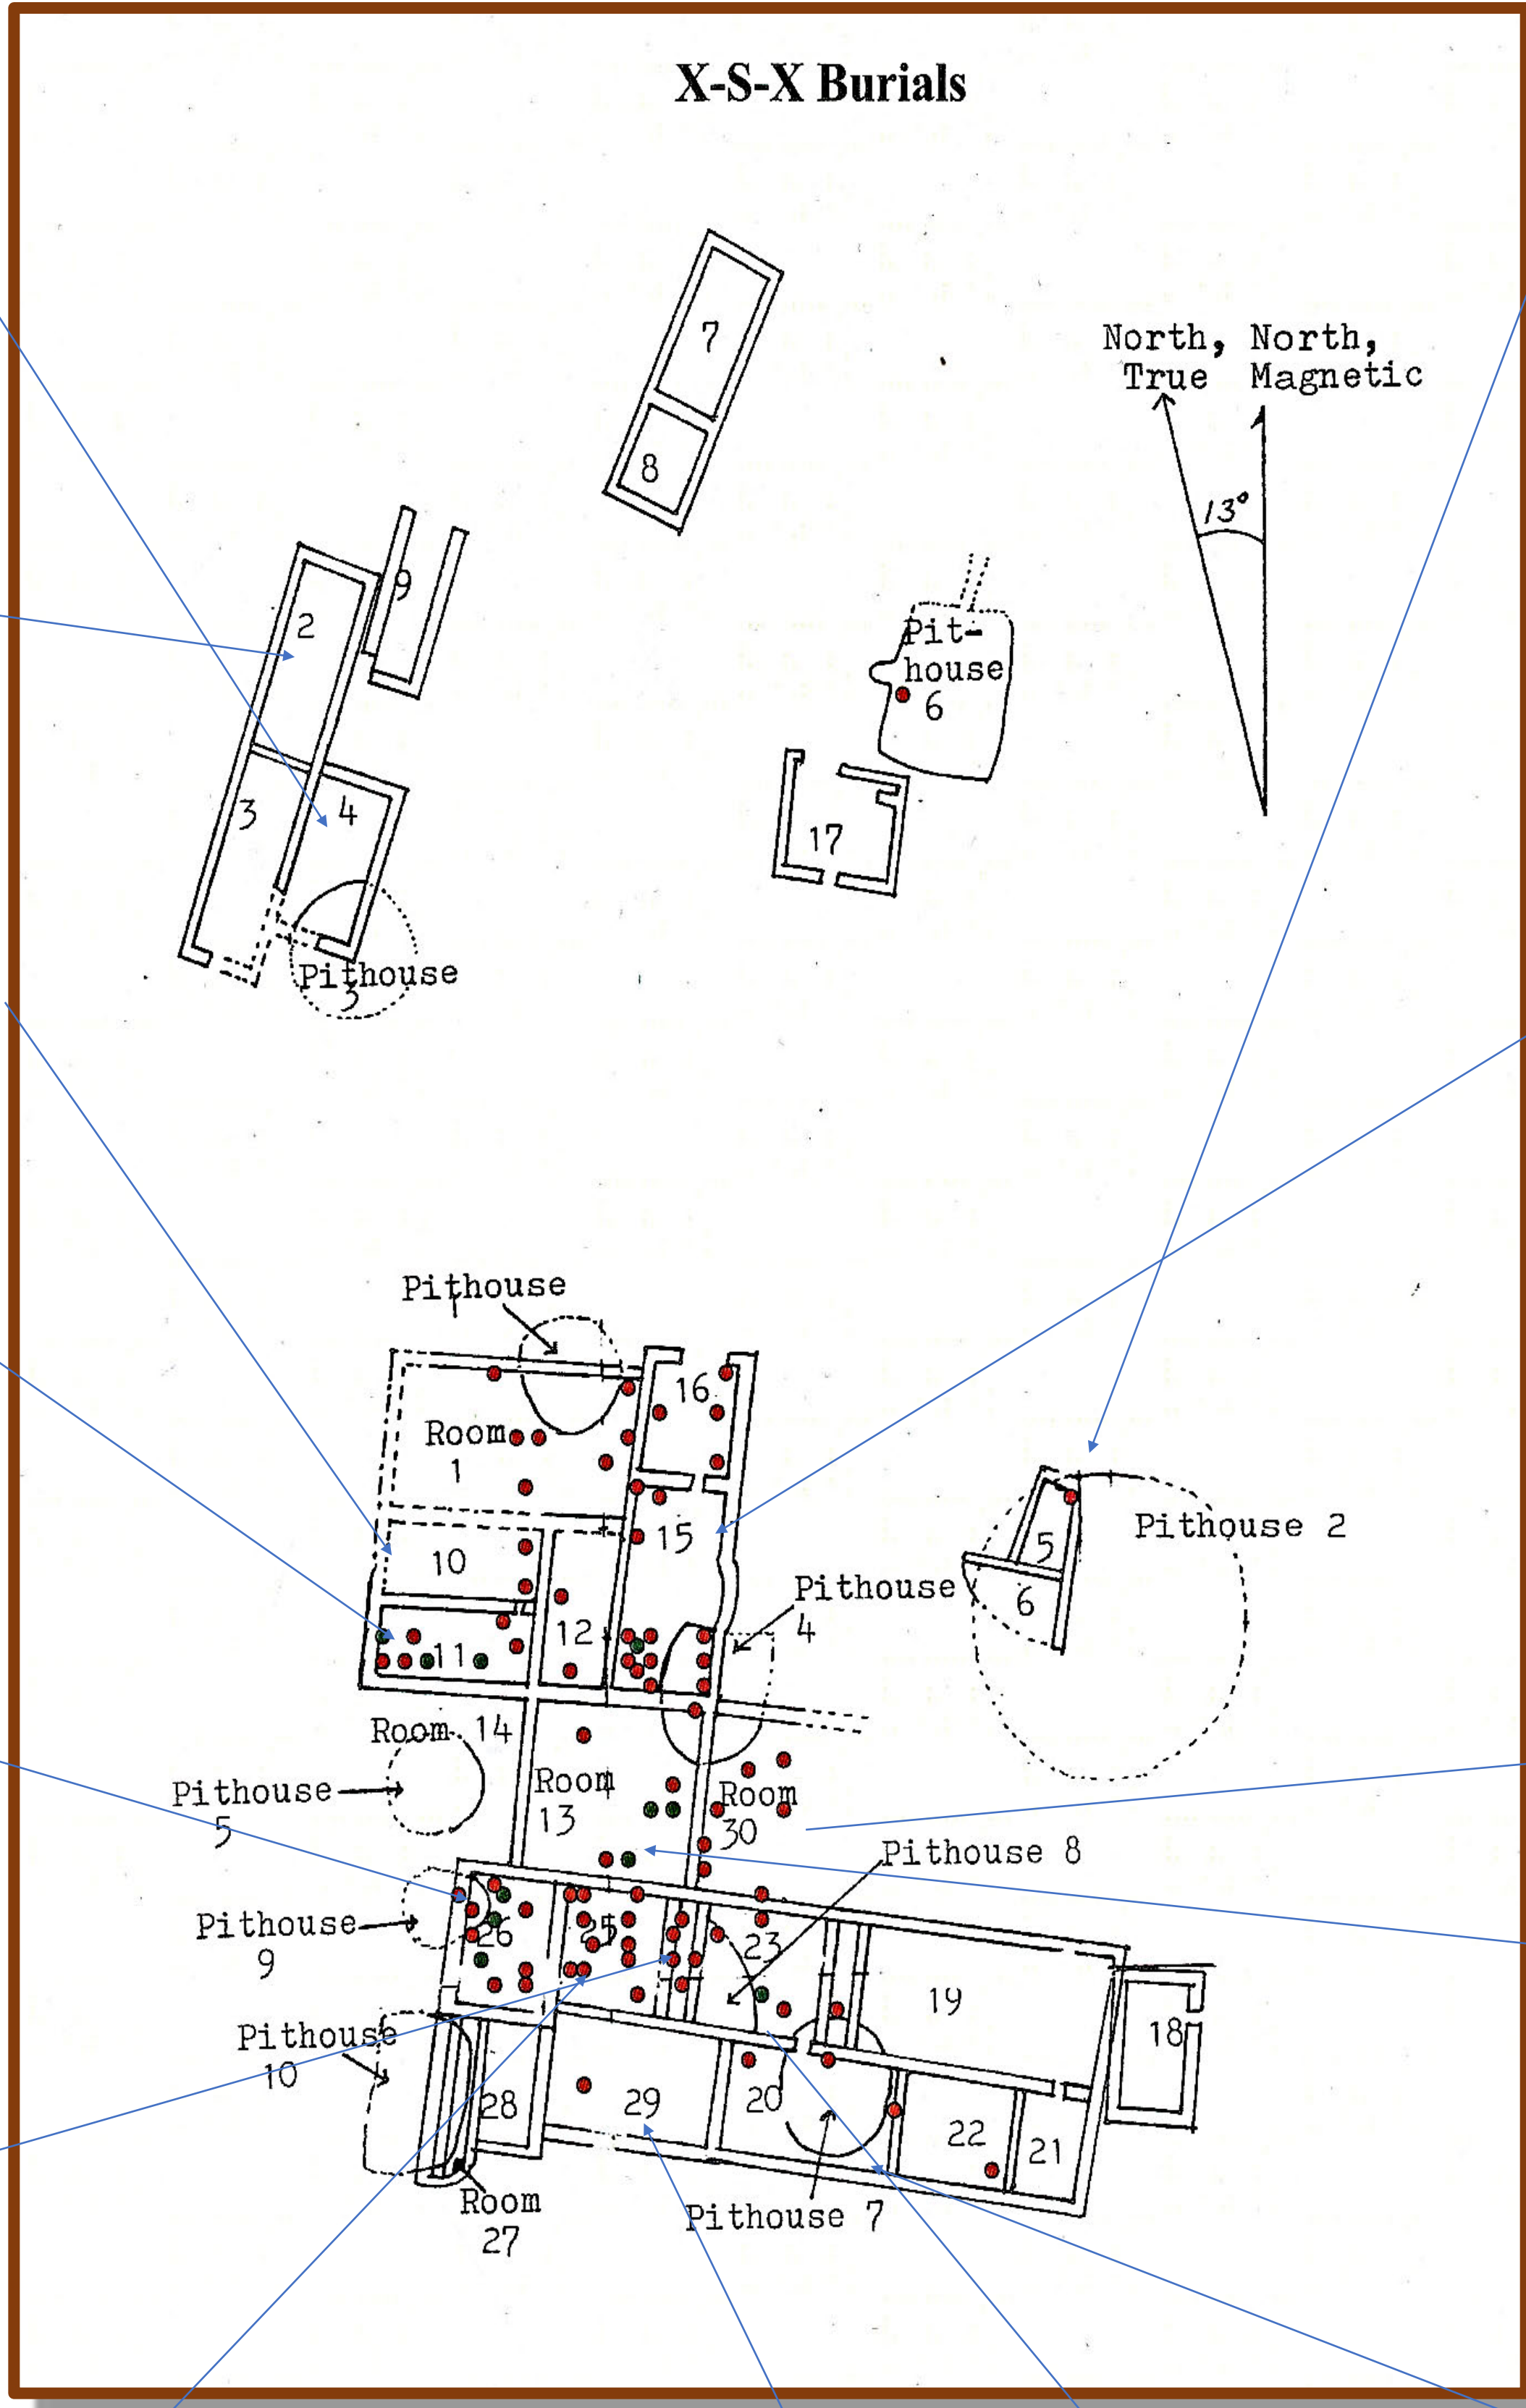 X-S-X Burials
7
North, North,
True Magnetic
8
13°
9
2
Pit-
house
6
3
4
17
Pithouse
3
Pithouse
1
16
Room
1
15
10
5
Pithouse 2
Pithouse
4
6
12
11
Room 14
Room
13
Pithouse
5
Room
30
Pithouse 8
Pithouse
9
26
25
23
19
18
Pithouse
10
28
29
20
22
21
Room
27
Pithouse 7